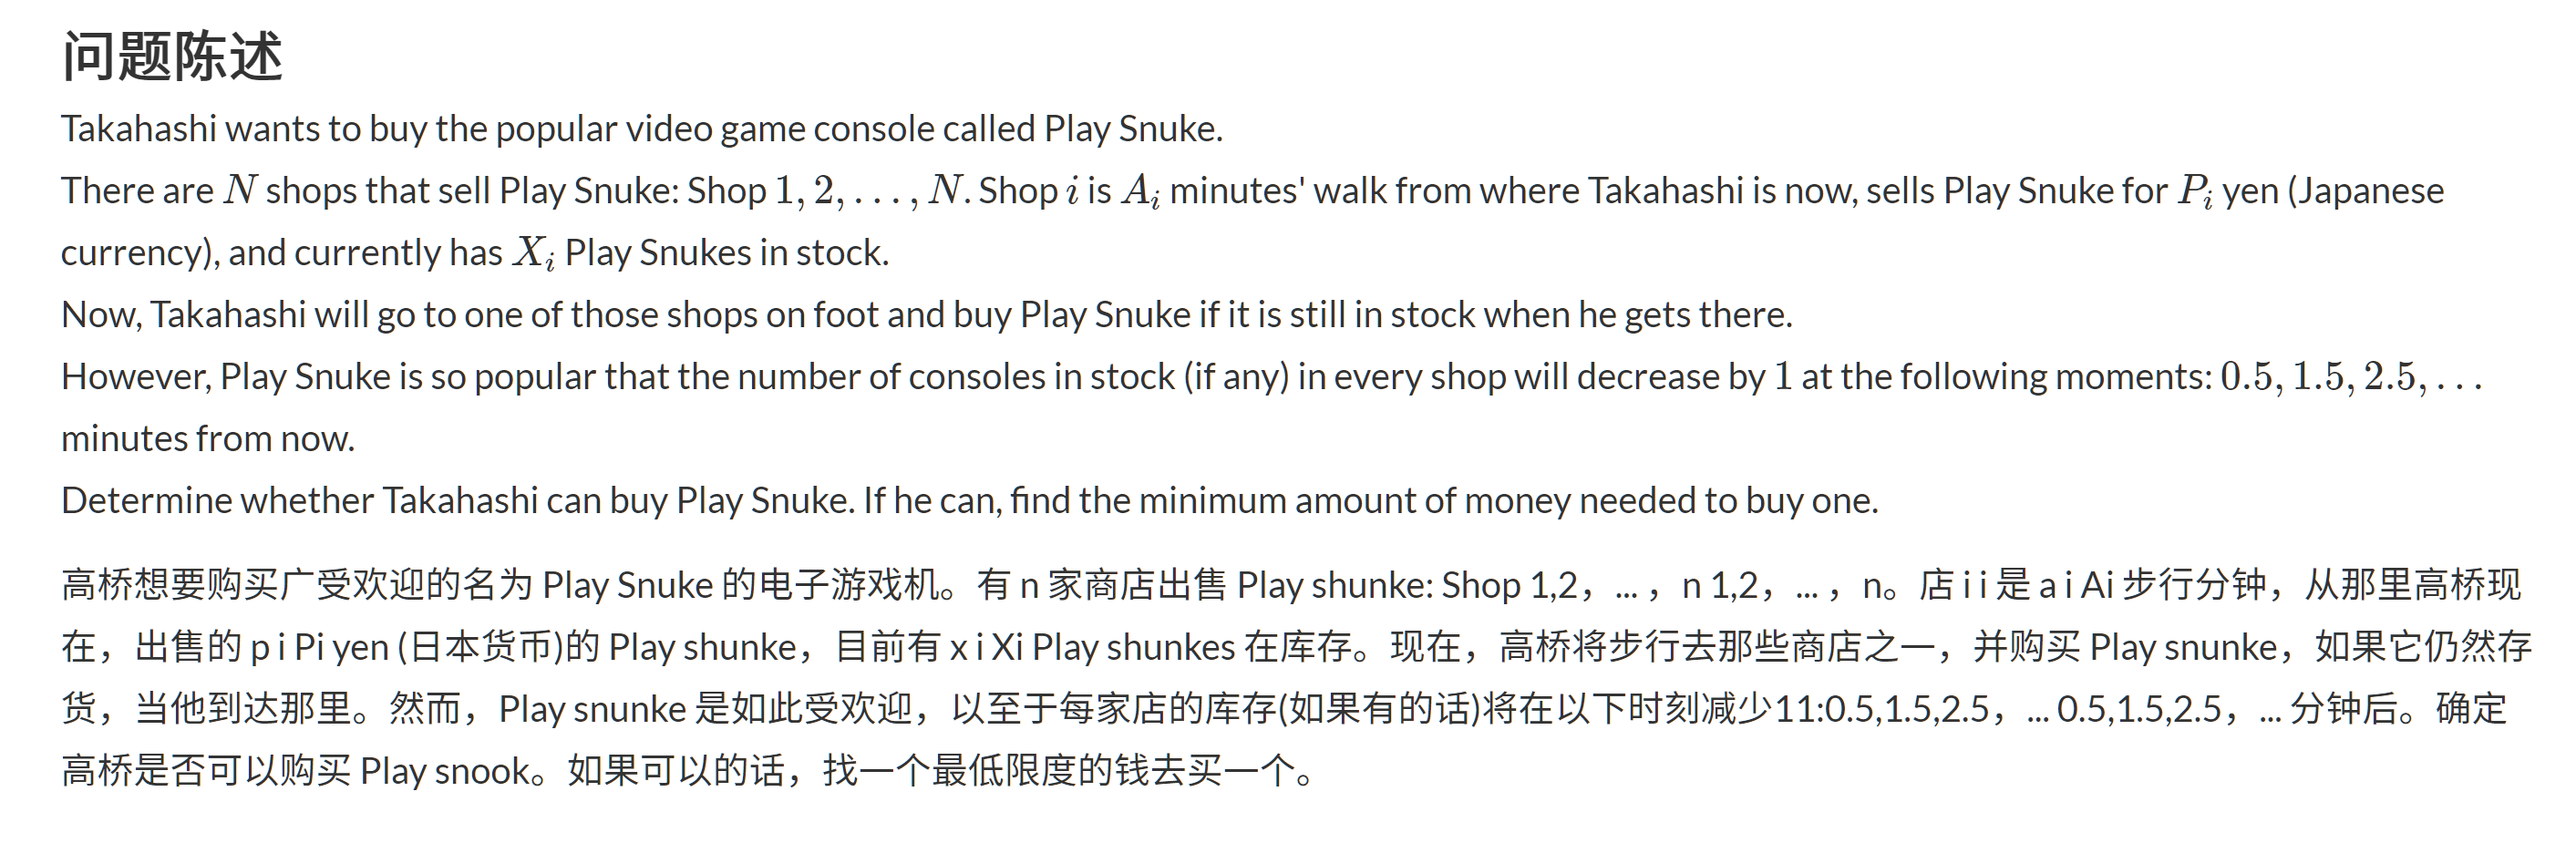 问题陈述
Takahashi wants to buy the popular video game console called Play Snuke.
There are N shops that sell Play Snuke: Shop 1, 2, . . . , N. Shop i is A_i minutes' walk from where Takahashi is now, sells Play Snuke for P_i yen (Japanese
currency), and currently has X_i Play Snukes in stock.
Now, Takahashi will go to one of those shops on foot and buy Play Snuke if it is still in stock when he gets there.
However, Play Snuke is so popular that the number of consoles in stock (if any) in every shop will decrease by 1 at the following moments: 0.5, 1.5, 2.5, . . .
minutes from now.
Determine whether Takahashi can buy Play Snuke. If he can, find the minimum amount of money needed to buy one.
高桥想要购买广受欢迎的名为 Play Snuke 的电子游戏机。有 n 家商店出售 Play shunke: Shop 1,2，... ，n 1,2，... ，n。店 i i 是 a i Ai 步行分钟，从那里高桥现
在，出售的 p i Pi yen (日本货币)的 Play shunke，目前有 x i Xi Play shunkes 在库存。现在，高桥将步行去那些商店之一，并购买 Play snunke，如果它仍然存
货，当他到达那里。然而，Play snunke 是如此受欢迎，以至于每家店的库存(如果有的话)将在以下时刻减少11:0.5,1.5,2.5，... 0.5,1.5,2.5，... 分钟后。确定
高桥是否可以购买 Play snook。如果可以的话，找一个最低限度的钱去买一个。